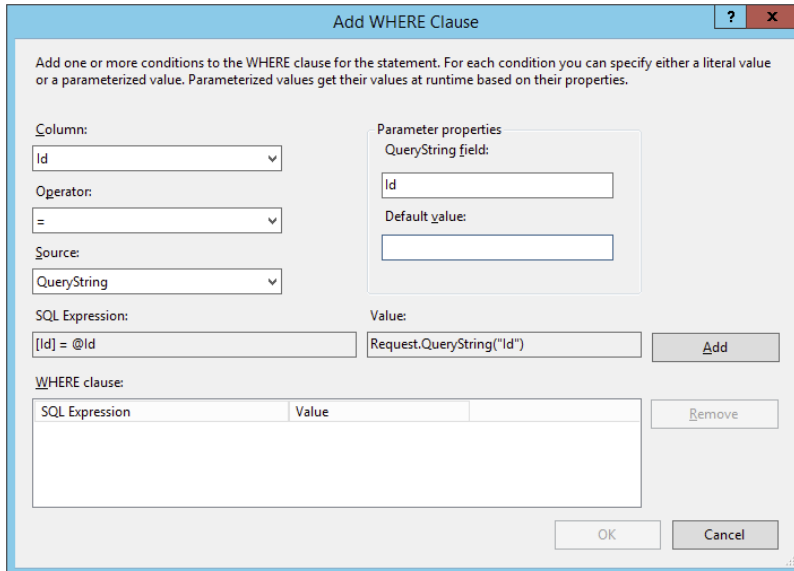 Add WHERE Clause
?
x
Add one or more conditions to the WHERE clause for the statement. For each condition you can specify either a literal value
or a parameterized value. Parameterized values get their values at runtime based on their properties.
Column:
Id
Operator:
=
Source:
QueryString
Parameter properties
QueryString field:
Id
Default value:
SQL Expression:
[Id] = @Id
Value:
Request.QueryString("Id")
Add
WHERE clause:
SQL Expression
Value
Remove
OK
Cancel